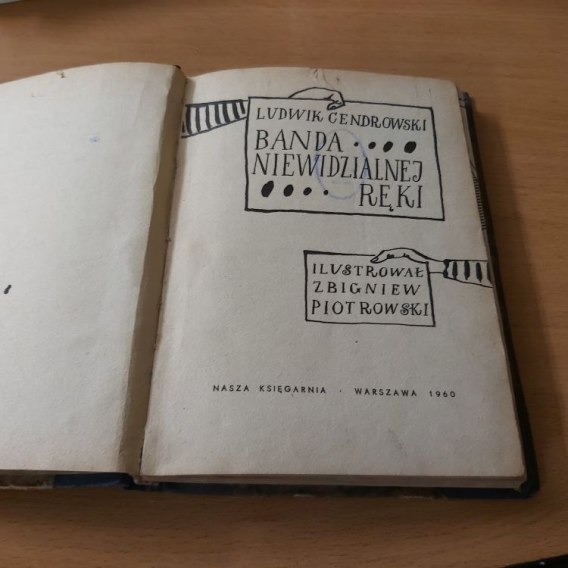 LUDWIK CENDROWSKI
BANDA
NIEWIDZIALNEJ
RĘKI
ILUSTROWAŁ
ZBIGNIEW
PIOTROWSKI
NASZA KSIĘGARNIA · WARSZAWA 1960